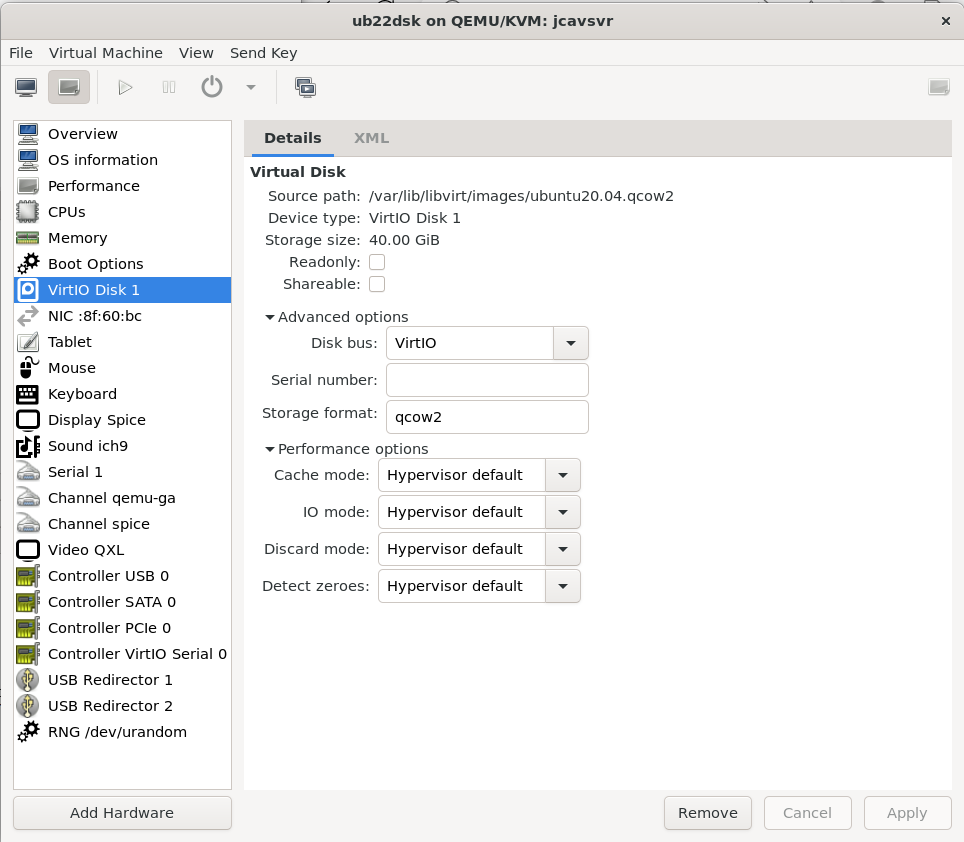 ub22dsk on QEMU/KVM: jcavsvr
File Virtual Machine View Send Key
Overview
OS information
Performance
CPUs
Memory
Boot Options
VirtIO Disk 1
NIC :8f:60:bc
Tablet
Mouse
Keyboard
Display Spice
Sound ich9
Serial 1
Channel qemu-ga
Channel spice
Video QXL
Controller USB 0
Controller SATA 0
Controller PCIe 0
Controller VirtIO Serial 0
USB Redirector 1
USB Redirector 2
RNG /dev/urandom
Add Hardware
Details XML
Virtual Disk
Source path: /var/lib/libvirt/images/ubuntu20.04.qcow2
Device type: VirtIO Disk 1
Storage size: 40.00 GiB
Readonly:
Shareable:
Advanced options
Disk bus: VirtIO
Serial number:
Storage format: qcow2
Performance options
Cache mode: Hypervisor default
IO mode: Hypervisor default
Discard mode: Hypervisor default
Detect zeroes: Hypervisor default
Remove Cancel Apply